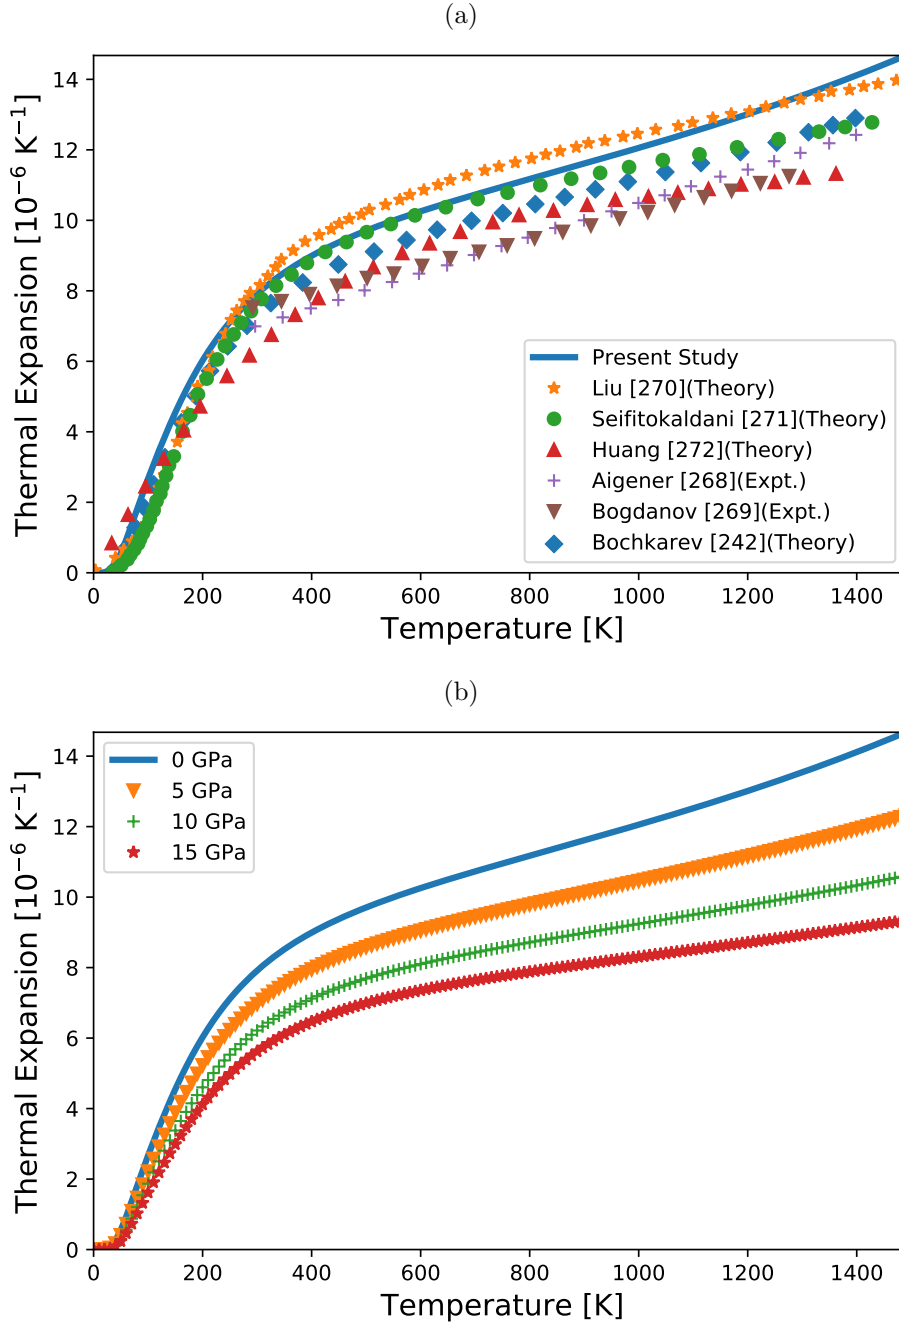 (a)
Thermal Expansion [10⁻⁶ K⁻¹]
14
12
10
8
6
4
2
0
Present Study
Liu [270](Theory)
Seifitokaldani [271](Theory)
Huang [272](Theory)
Aigener [268](Expt.)
Bogdanov [269](Expt.)
Bochkarev [242](Theory)
0 200 400 600 800 1000 1200 1400
Temperature [K]
(b)
Thermal Expansion [10⁻⁶ K⁻¹]
14
12
10
8
6
4
2
0
0 GPa
5 GPa
10 GPa
15 GPa
0 200 400 600 800 1000 1200 1400
Temperature [K]